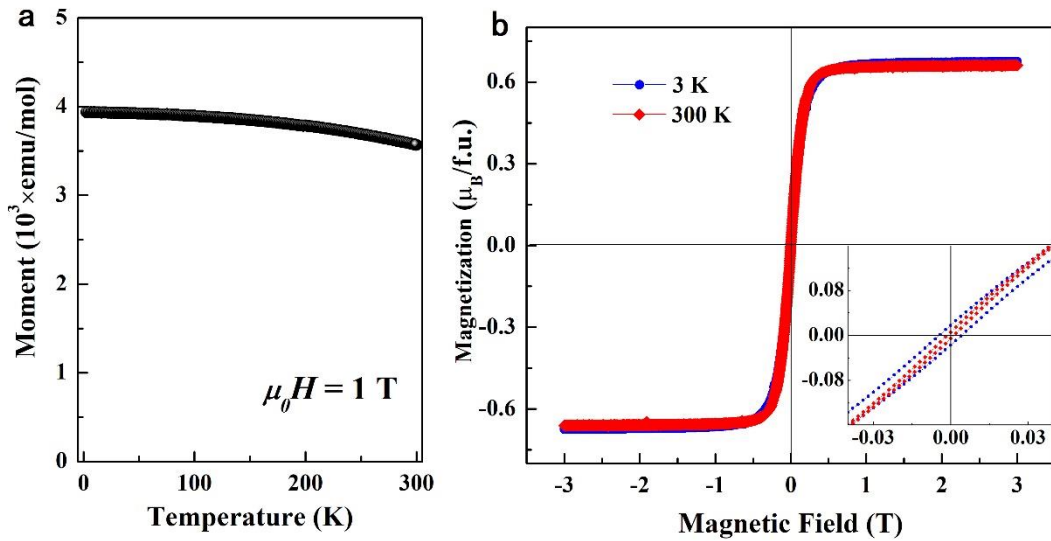 a
5
4
3
2
1
0
Moment (10³×emu/mol)
μ₀H = 1 T
0 100 200 300
Temperature (K)
b
0.6
0.3
0.0
-0.3
-0.6
Magnetization (μ_B/f.u.)
3 K
300 K
0.08
0.00
-0.08
-0.03 0.00 0.03
-3 -2 -1 0 1 2 3
Magnetic Field (T)